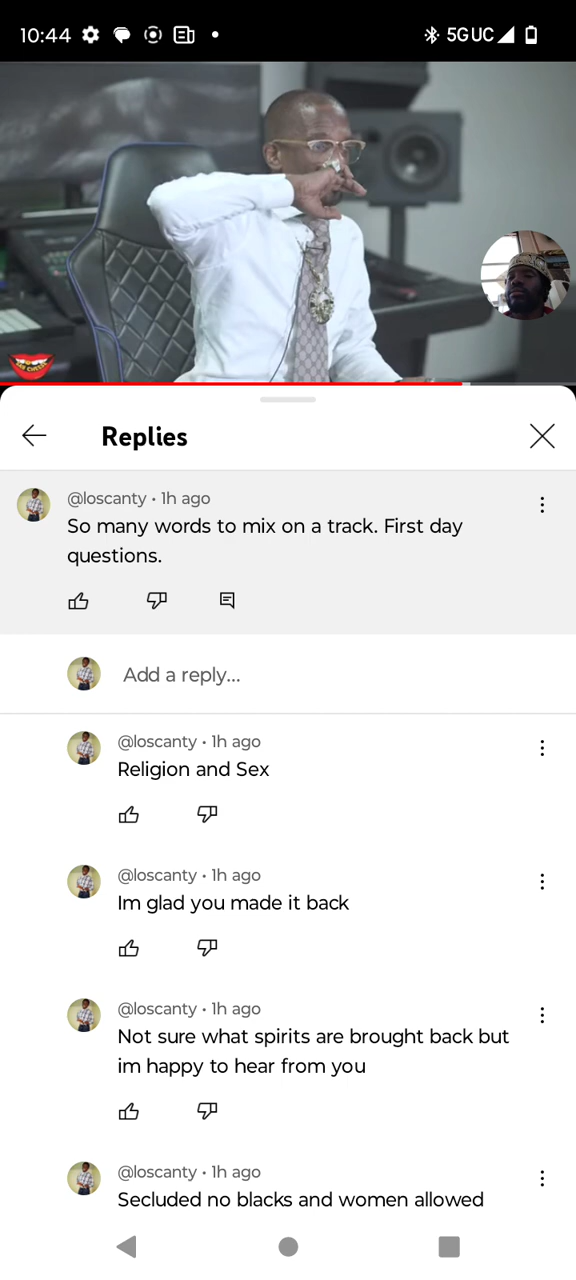 10:44
5G UC
Replies
@loscanty • 1h ago
So many words to mix on a track. First day
questions.
Add a reply...
@loscanty • 1h ago
Religion and Sex
@loscanty • 1h ago
Im glad you made it back
@loscanty • 1h ago
Not sure what spirits are brought back but
im happy to hear from you
@loscanty • 1h ago
Secluded no blacks and women allowed